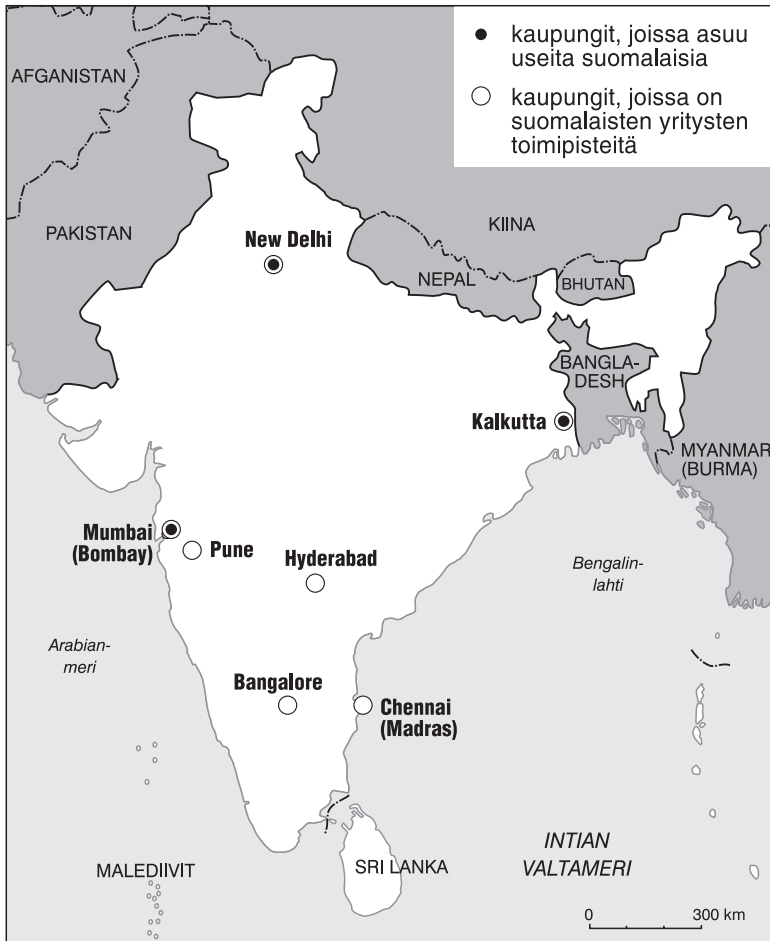 kaupungit, joissa asuu
useita suomalaisia
kaupungit, joissa on
suomalaisten yritysten
toimipisteitä
AFGANISTAN
PAKISTAN
KIINA
New Delhi
NEPAL
BHUTAN
BANGLA-
DESH
Kalkutta
MYANMAR
(BURMA)
Mumbai
(Bombay)
Pune
Hyderabad
Bengalin-
lahti
Arabian-
meri
Bangalore
Chennai
(Madras)
INTIAN
VALTAMERI
MALEDIIVIT
SRI LANKA
0 300 km